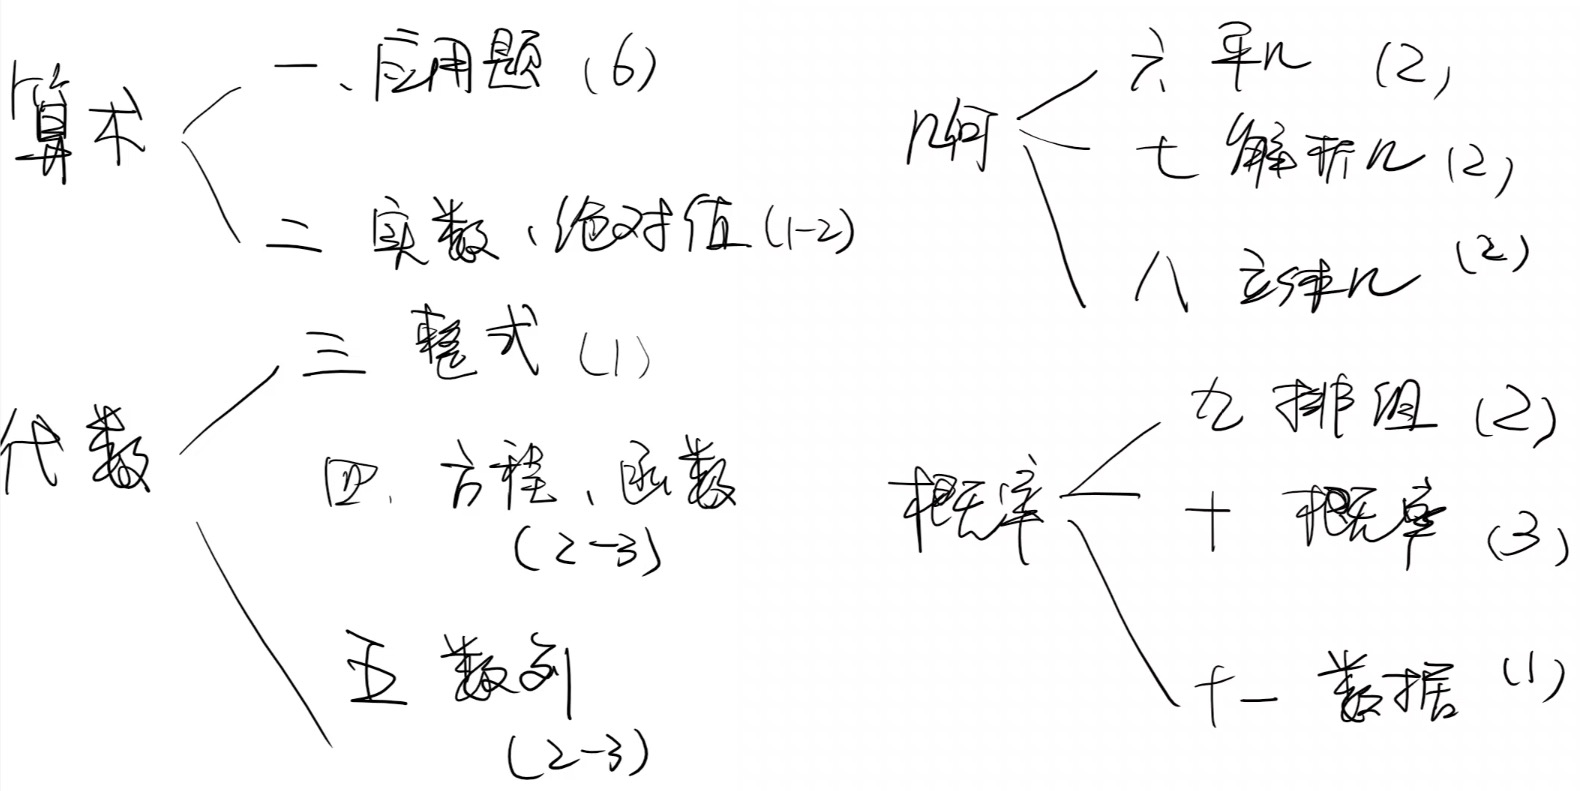 算术
一、应用题 (6)
二 实数、绝对值 (1-2)
代数
三 整式 (1)
四、方程、函数
(2-3)
五 数列
(2-3)
几何
六 平几 (2)
七 解析几 (2)
八 立体几 (2)
概率
九 排组 (2)
十 概率 (3)
十一 数据 (1)